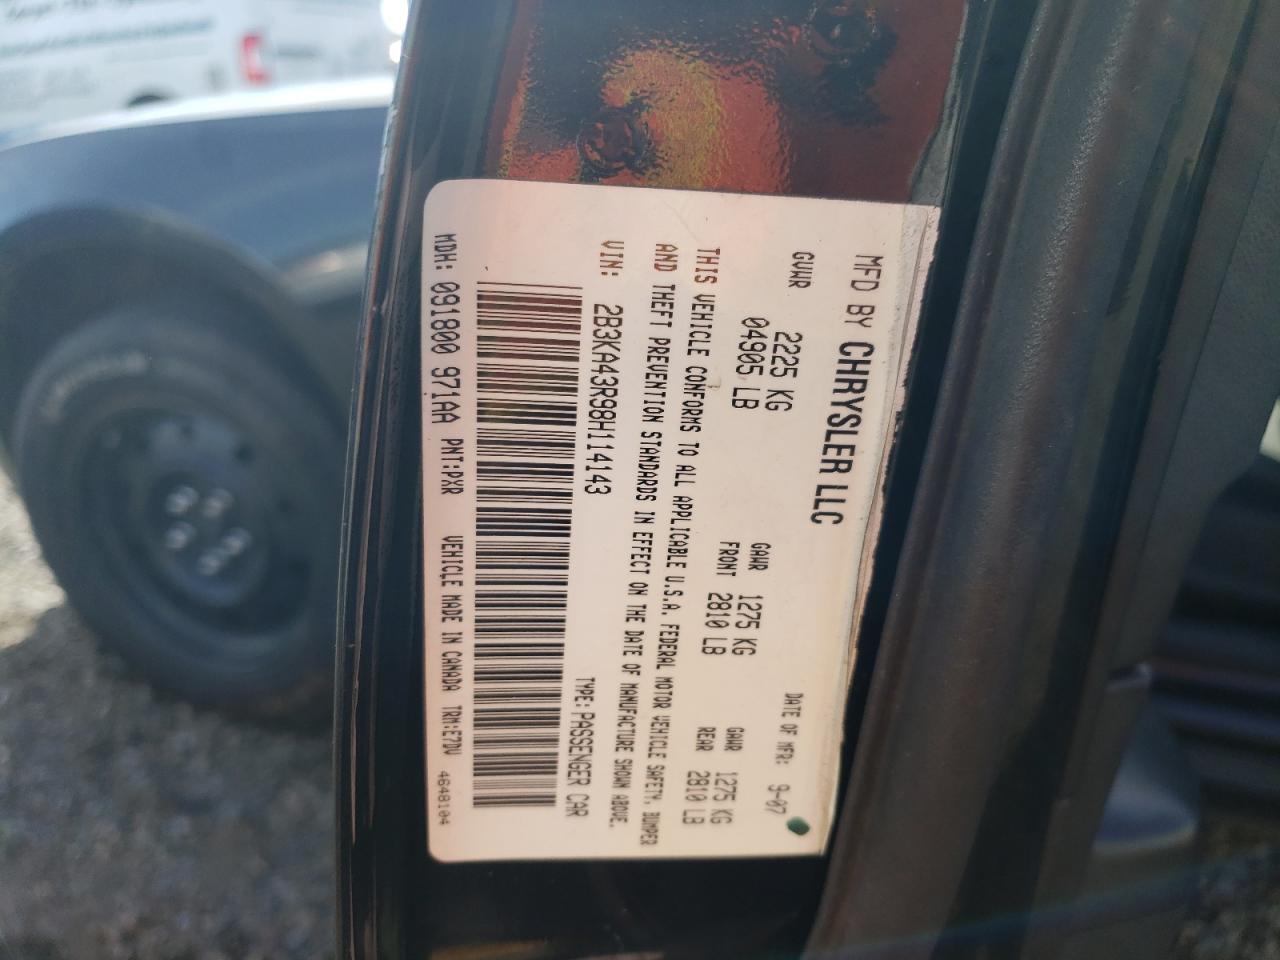 MFD BY CHRYSLER LLC
DATE OF MFR: 9-07
GVWR 2225 KG
04905 LB
GAWR FRONT 1275 KG
2810 LB
GAWR REAR 1275 KG
2810 LB
THIS VEHICLE CONFORMS TO ALL APPLICABLE U.S.A. FEDERAL MOTOR VEHICLE SAFETY, BUMPER
AND THEFT PREVENTION STANDARDS IN EFFECT ON THE DATE OF MANUFACTURE SHOWN ABOVE.
VIN: 2B3KA43R98H114143
TYPE: PASSENGER CAR
MDH: 091800 971AA PNT:PXR VEHICLE MADE IN CANADA TRM:E7DV 4648104